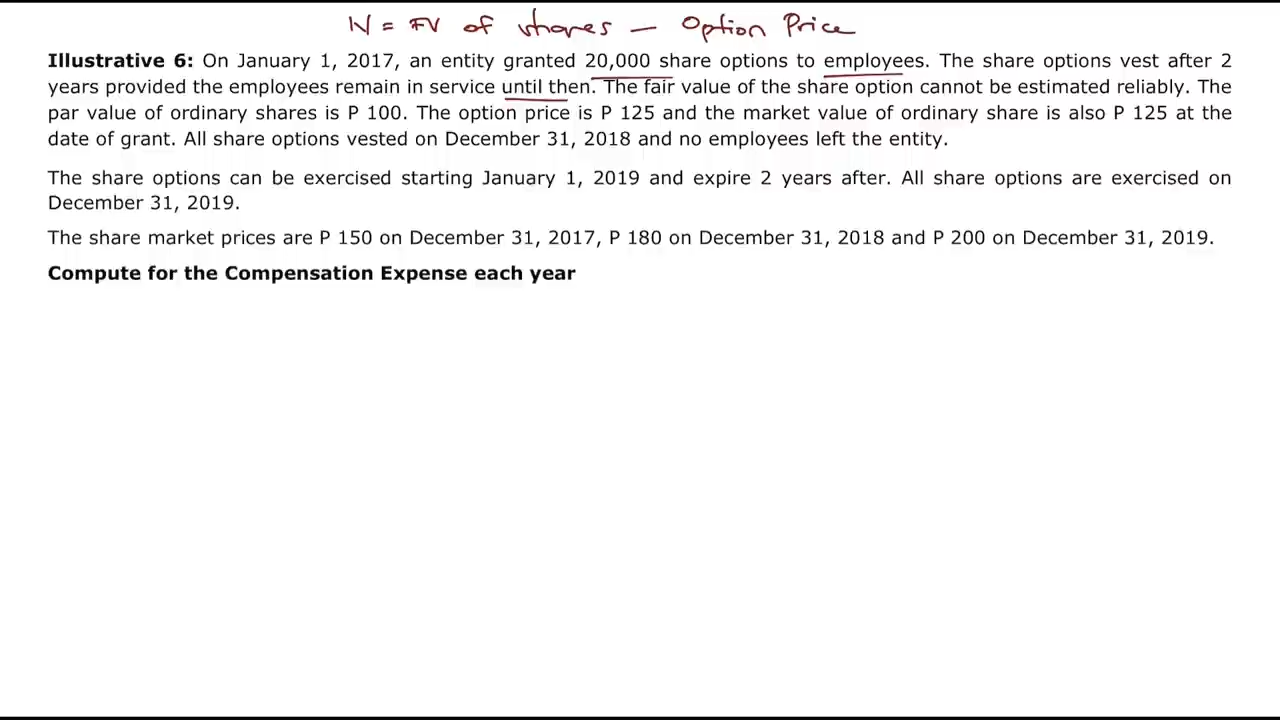 IV = FV of shares – Option Price
Illustrative 6: On January 1, 2017, an entity granted 20,000 share options to employees. The share options vest after 2
years provided the employees remain in service until then. The fair value of the share option cannot be estimated reliably. The
par value of ordinary shares is P 100. The option price is P 125 and the market value of ordinary share is also P 125 at the
date of grant. All share options vested on December 31, 2018 and no employees left the entity.
The share options can be exercised starting January 1, 2019 and expire 2 years after. All share options are exercised on
December 31, 2019.
The share market prices are P 150 on December 31, 2017, P 180 on December 31, 2018 and P 200 on December 31, 2019.
Compute for the Compensation Expense each year